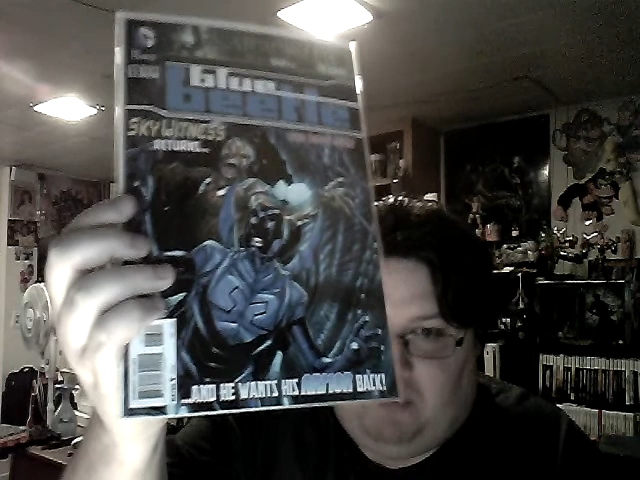 blue
beetle
SKYWITNESS
RETURNS...
...AND HE WANTS HIS ARMOR BACK!